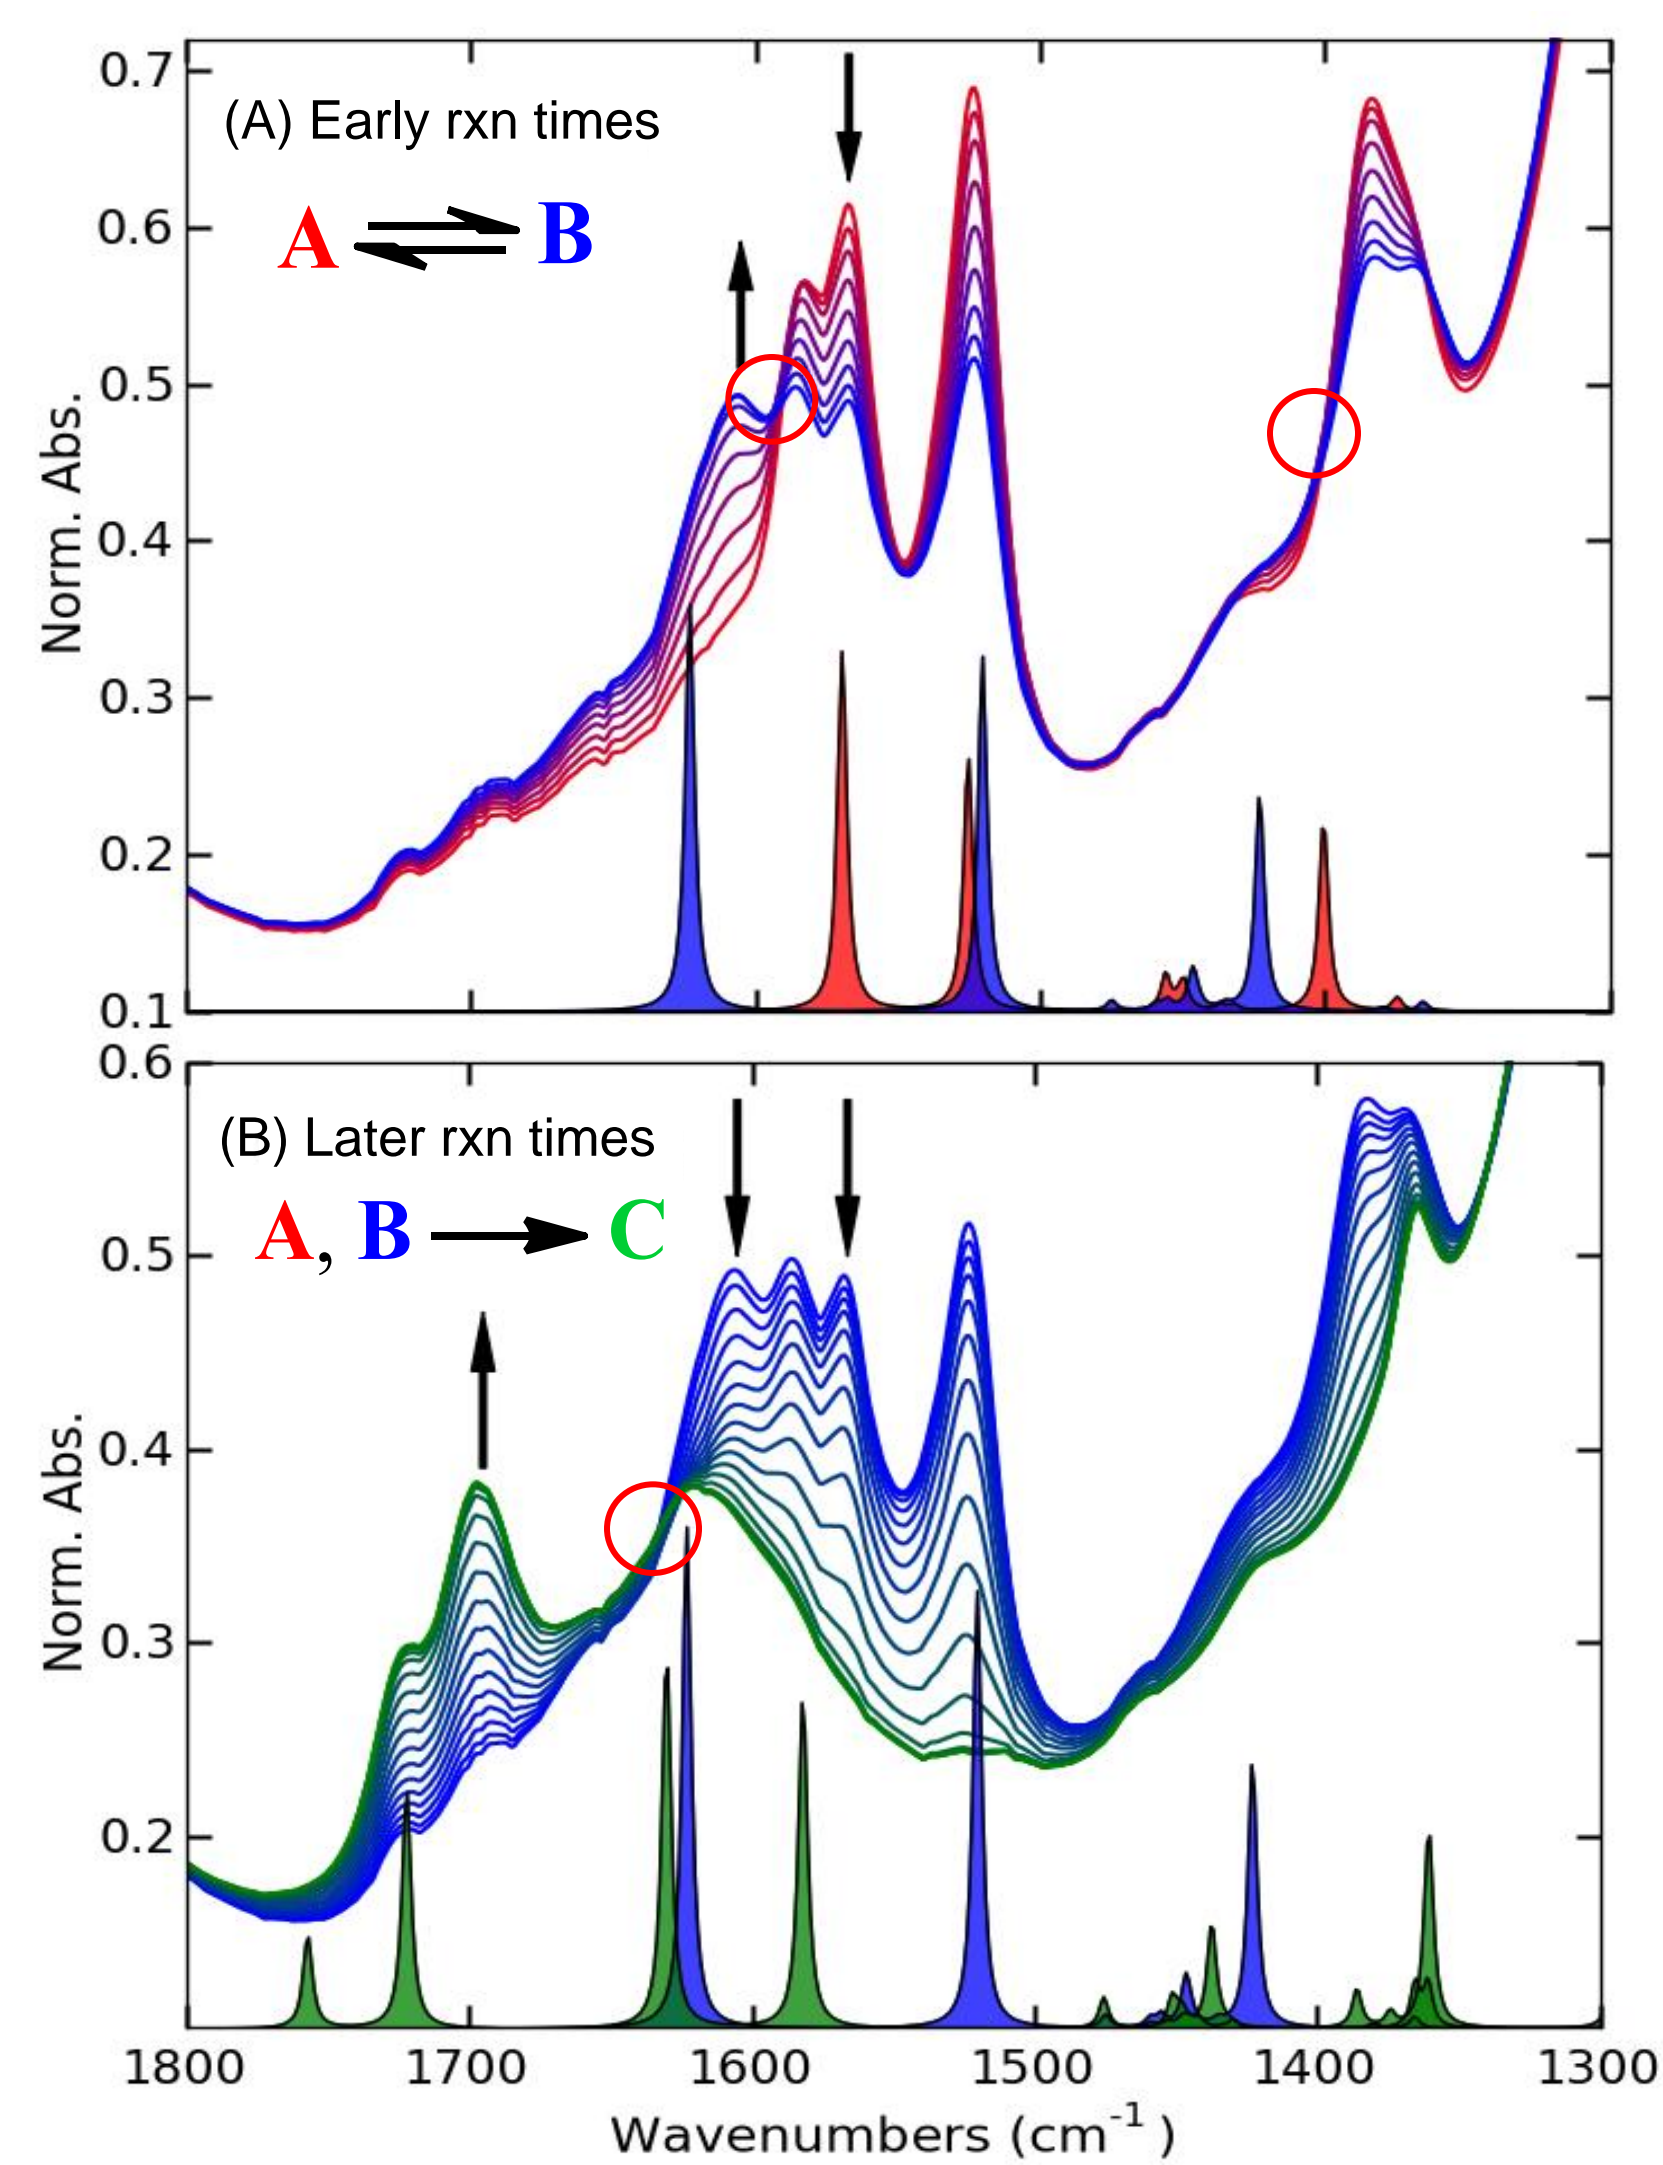 (A) Early rxn times
A ⇌ B
0.7
0.6
0.5
0.4
0.3
0.2
0.1
Norm. Abs.
(B) Later rxn times
A, B → C
0.6
0.5
0.4
0.3
0.2
Norm. Abs.
1800 1700 1600 1500 1400 1300
Wavenumbers (cm⁻¹)